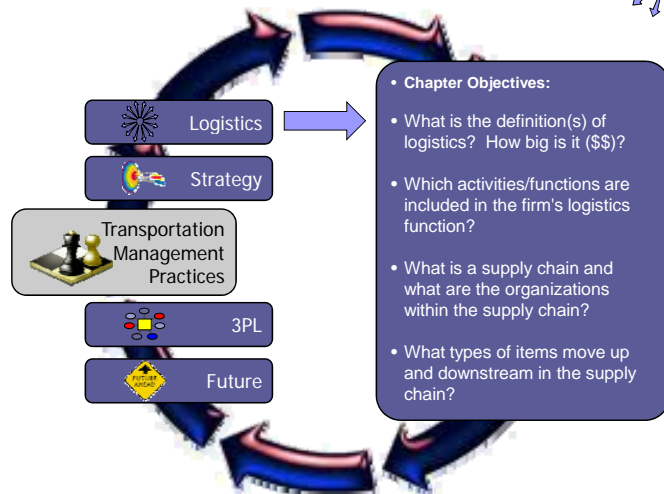 Logistics
Strategy
Transportation
Management
Practices
3PL
FUTURE
AHEAD!
Future
• Chapter Objectives:
• What is the definition(s) of
logistics?  How big is it ($$)?
• Which activities/functions are
included in the firm's logistics
function?
• What is a supply chain and
what are the organizations
within the supply chain?
• What types of items move up
and downstream in the supply
chain?